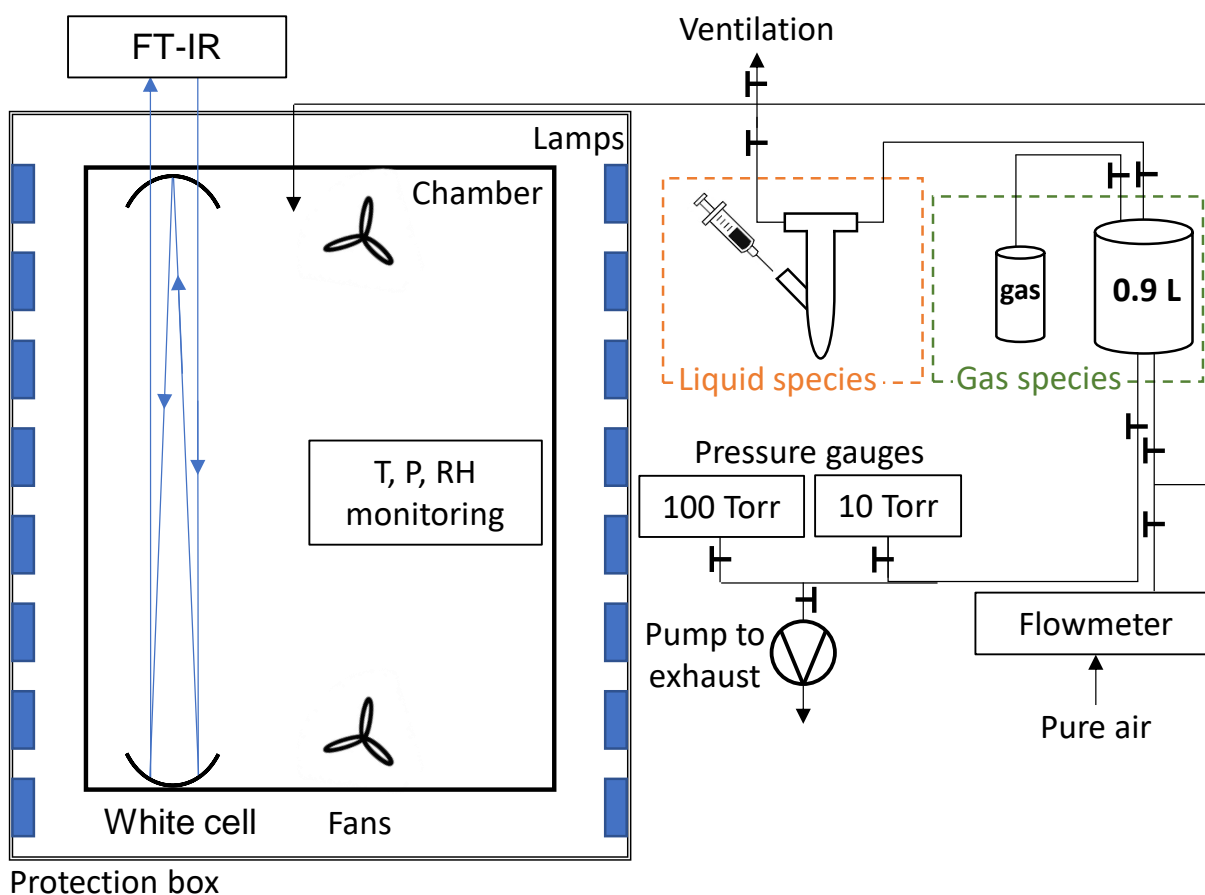 FT-IR
Ventilation
Lamps
Chamber
gas
0.9 L
Liquid species
Gas species
T, P, RH
monitoring
Pressure gauges
100 Torr
10 Torr
Flowmeter
Pump to
exhaust
Pure air
White cell
Fans
Protection box